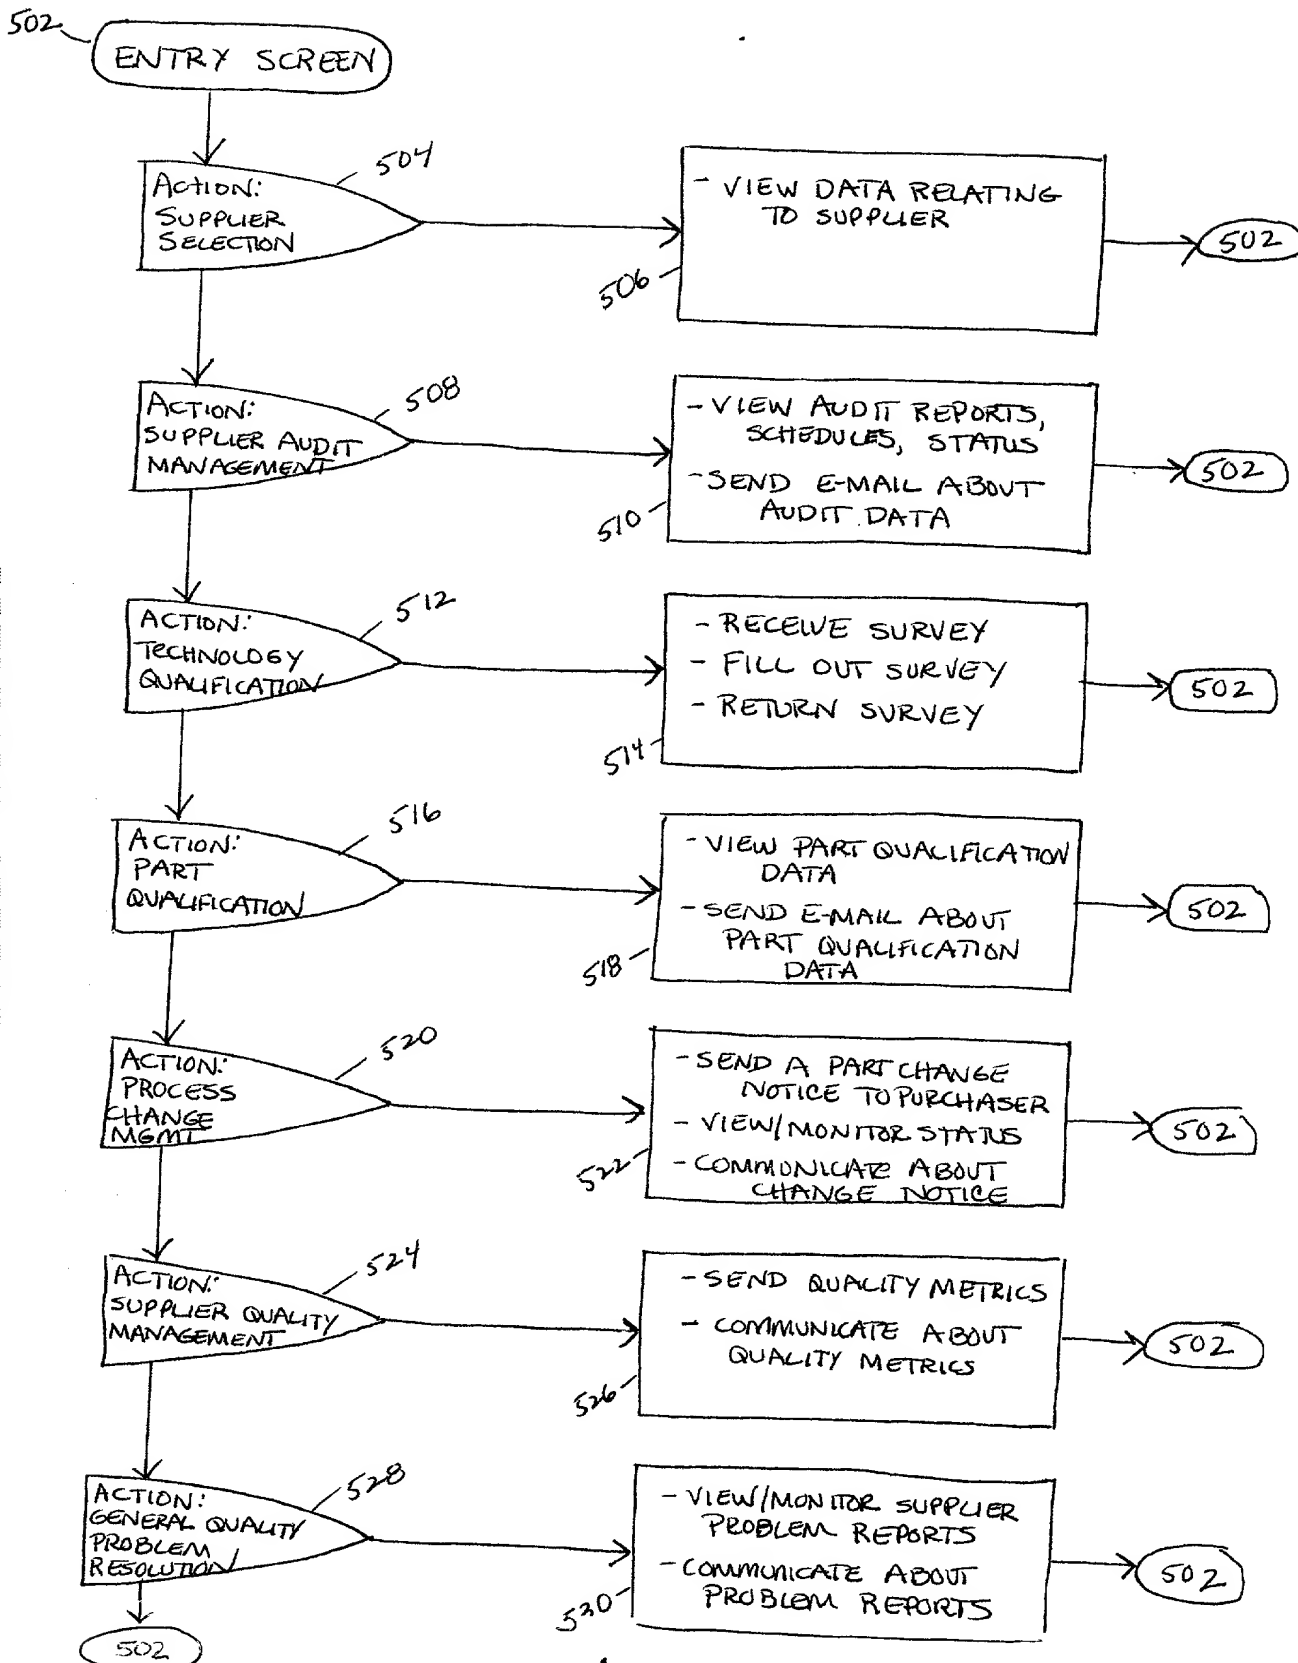 502
ENTRY SCREEN
504
ACTION:
SUPPLIER
SELECTION
- VIEW DATA RELATING
TO SUPPLIER
506
502
508
ACTION:
SUPPLIER AUDIT
MANAGEMENT
- VIEW AUDIT REPORTS,
SCHEDULES, STATUS
- SEND E-MAIL ABOUT
AUDIT DATA
510
502
512
ACTION:
TECHNOLOGY
QUALIFICATION
- RECEIVE SURVEY
- FILL OUT SURVEY
- RETURN SURVEY
514
502
516
ACTION:
PART
QUALIFICATION
- VIEW PART QUALIFICATION
DATA
- SEND E-MAIL ABOUT
PART QUALIFICATION
DATA
518
502
520
ACTION:
PROCESS
CHANGE
MGMT
- SEND A PART CHANGE
NOTICE TO PURCHASER
- VIEW/MONITOR STATUS
- COMMUNICATE ABOUT
CHANGE NOTICE
522
502
524
ACTION:
SUPPLIER QUALITY
MANAGEMENT
- SEND QUALITY METRICS
- COMMUNICATE ABOUT
QUALITY METRICS
526
502
528
ACTION:
GENERAL QUALITY
PROBLEM
RESOLUTION
- VIEW/MONITOR SUPPLIER
PROBLEM REPORTS
- COMMUNICATE ABOUT
PROBLEM REPORTS
530
502
502